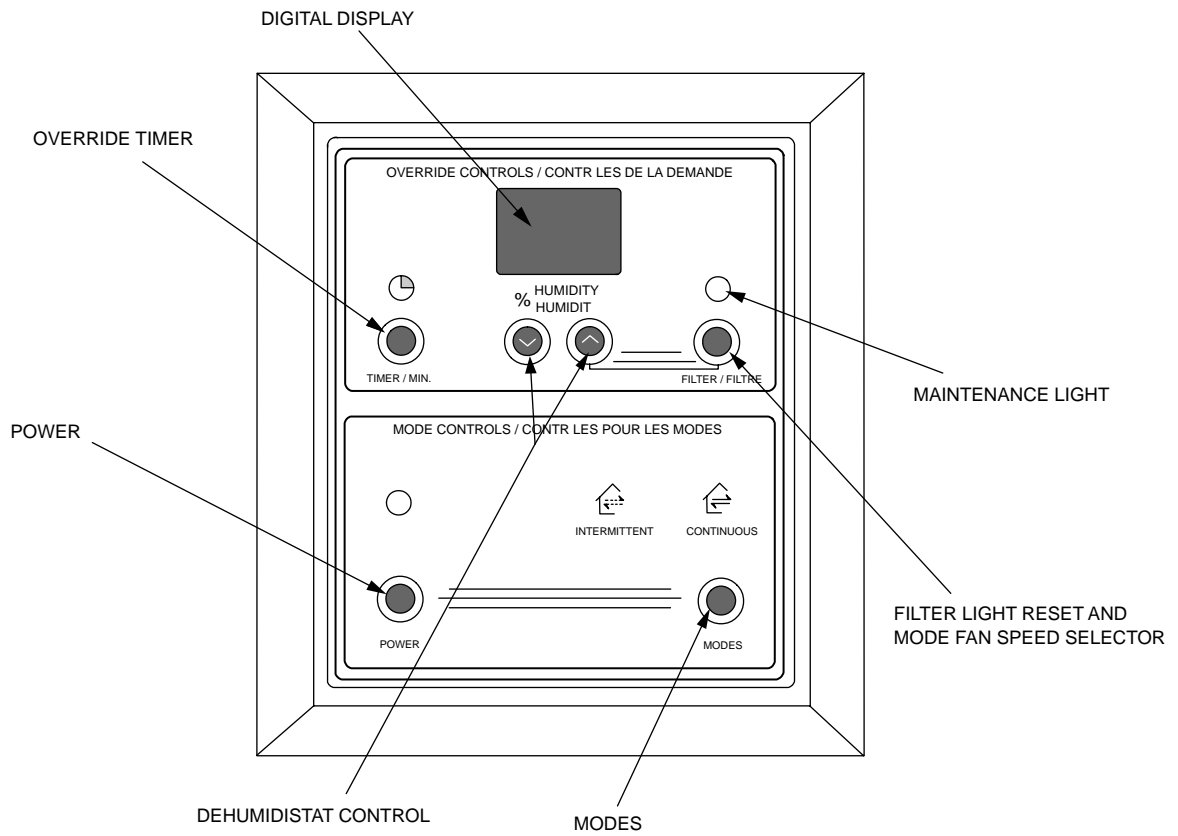 DIGITAL DISPLAY
OVERRIDE TIMER
OVERRIDE CONTROLS / CONTR LES DE LA DEMANDE
% HUMIDITY
HUMIDIT
TIMER / MIN.
FILTER / FILTRE
MAINTENANCE LIGHT
POWER
MODE CONTROLS / CONTR LES POUR LES MODES
INTERMITTENT
CONTINUOUS
POWER
MODES
FILTER LIGHT RESET AND
MODE FAN SPEED SELECTOR
DEHUMIDISTAT CONTROL
MODES